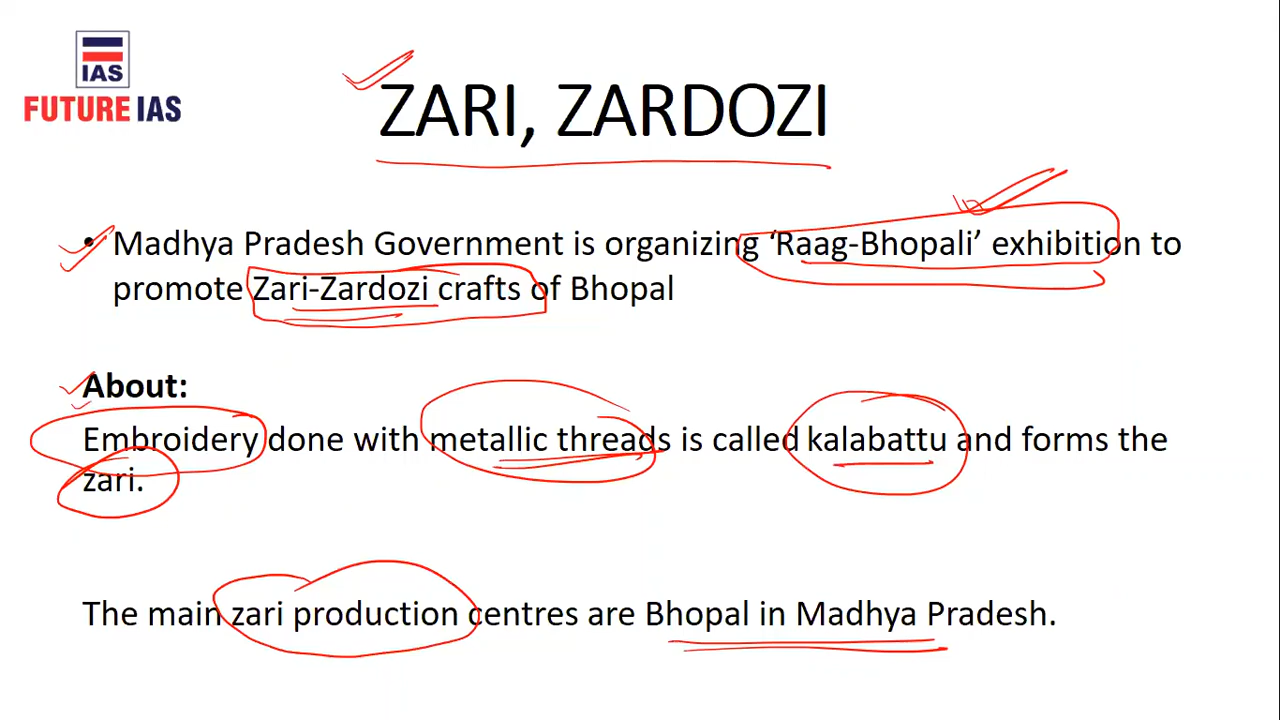 IAS
FUTURE IAS
ZARI, ZARDOZI
• Madhya Pradesh Government is organizing ‘Raag-Bhopali’ exhibition to
promote Zari-Zardozi crafts of Bhopal
About:
Embroidery done with metallic threads is called kalabattu and forms the
zari.
The main zari production centres are Bhopal in Madhya Pradesh.